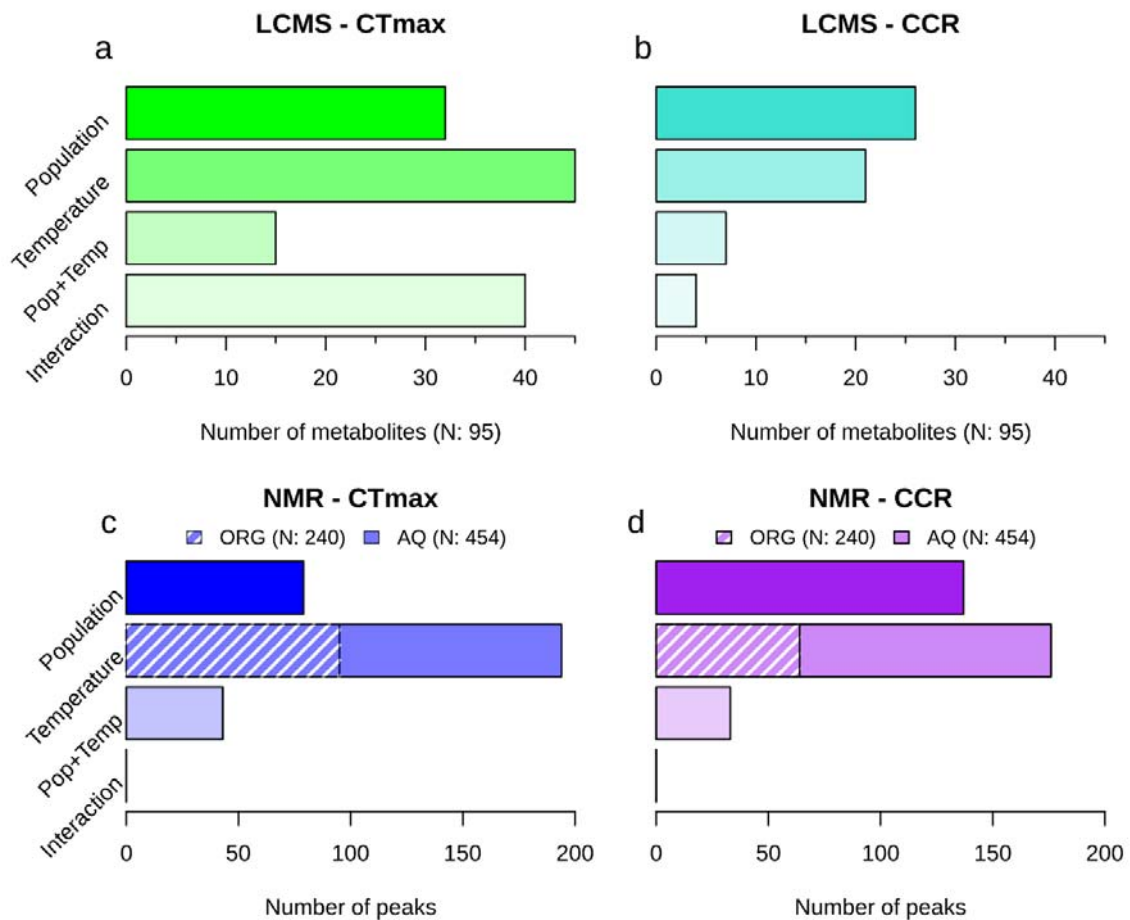 LCMS - CTmax
a
Population
Temperature
Pop+Temp
Interaction
0 10 20 30 40
Number of metabolites (N: 95)
LCMS - CCR
b
0 10 20 30 40
Number of metabolites (N: 95)
NMR - CTmax
c
ORG (N: 240) AQ (N: 454)
Population
Temperature
Pop+Temp
Interaction
0 50 100 150 200
Number of peaks
NMR - CCR
d
ORG (N: 240) AQ (N: 454)
0 50 100 150 200
Number of peaks